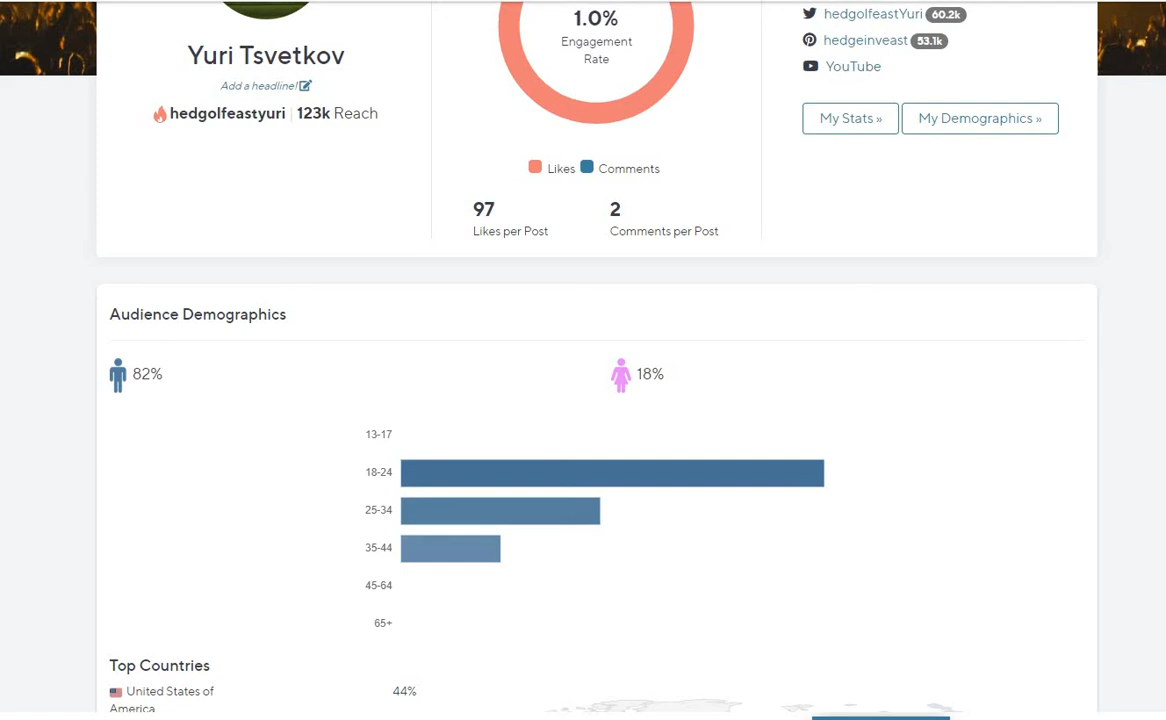 1.0%
Engagement
Rate
hedgolfeastYuri 60.2k
hedgeinveast 53.1k
YouTube
Yuri Tsvetkov
Add a headline!
hedgolfeastyuri | 123k Reach
My Stats »
My Demographics »
Likes
Comments
97
Likes per Post
2
Comments per Post
Audience Demographics
82%
18%
13-17
18-24
25-34
35-44
45-64
65+
Top Countries
United States of
America
44%